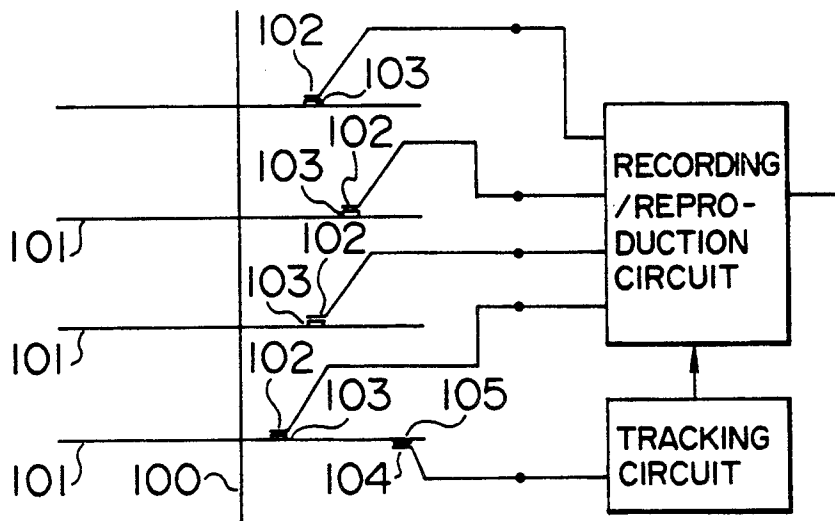 102
103
102
103
RECORDING
/REPRO-
DUCTION
CIRCUIT
101
102
103
101
102
103
105
101
100
104
TRACKING
CIRCUIT